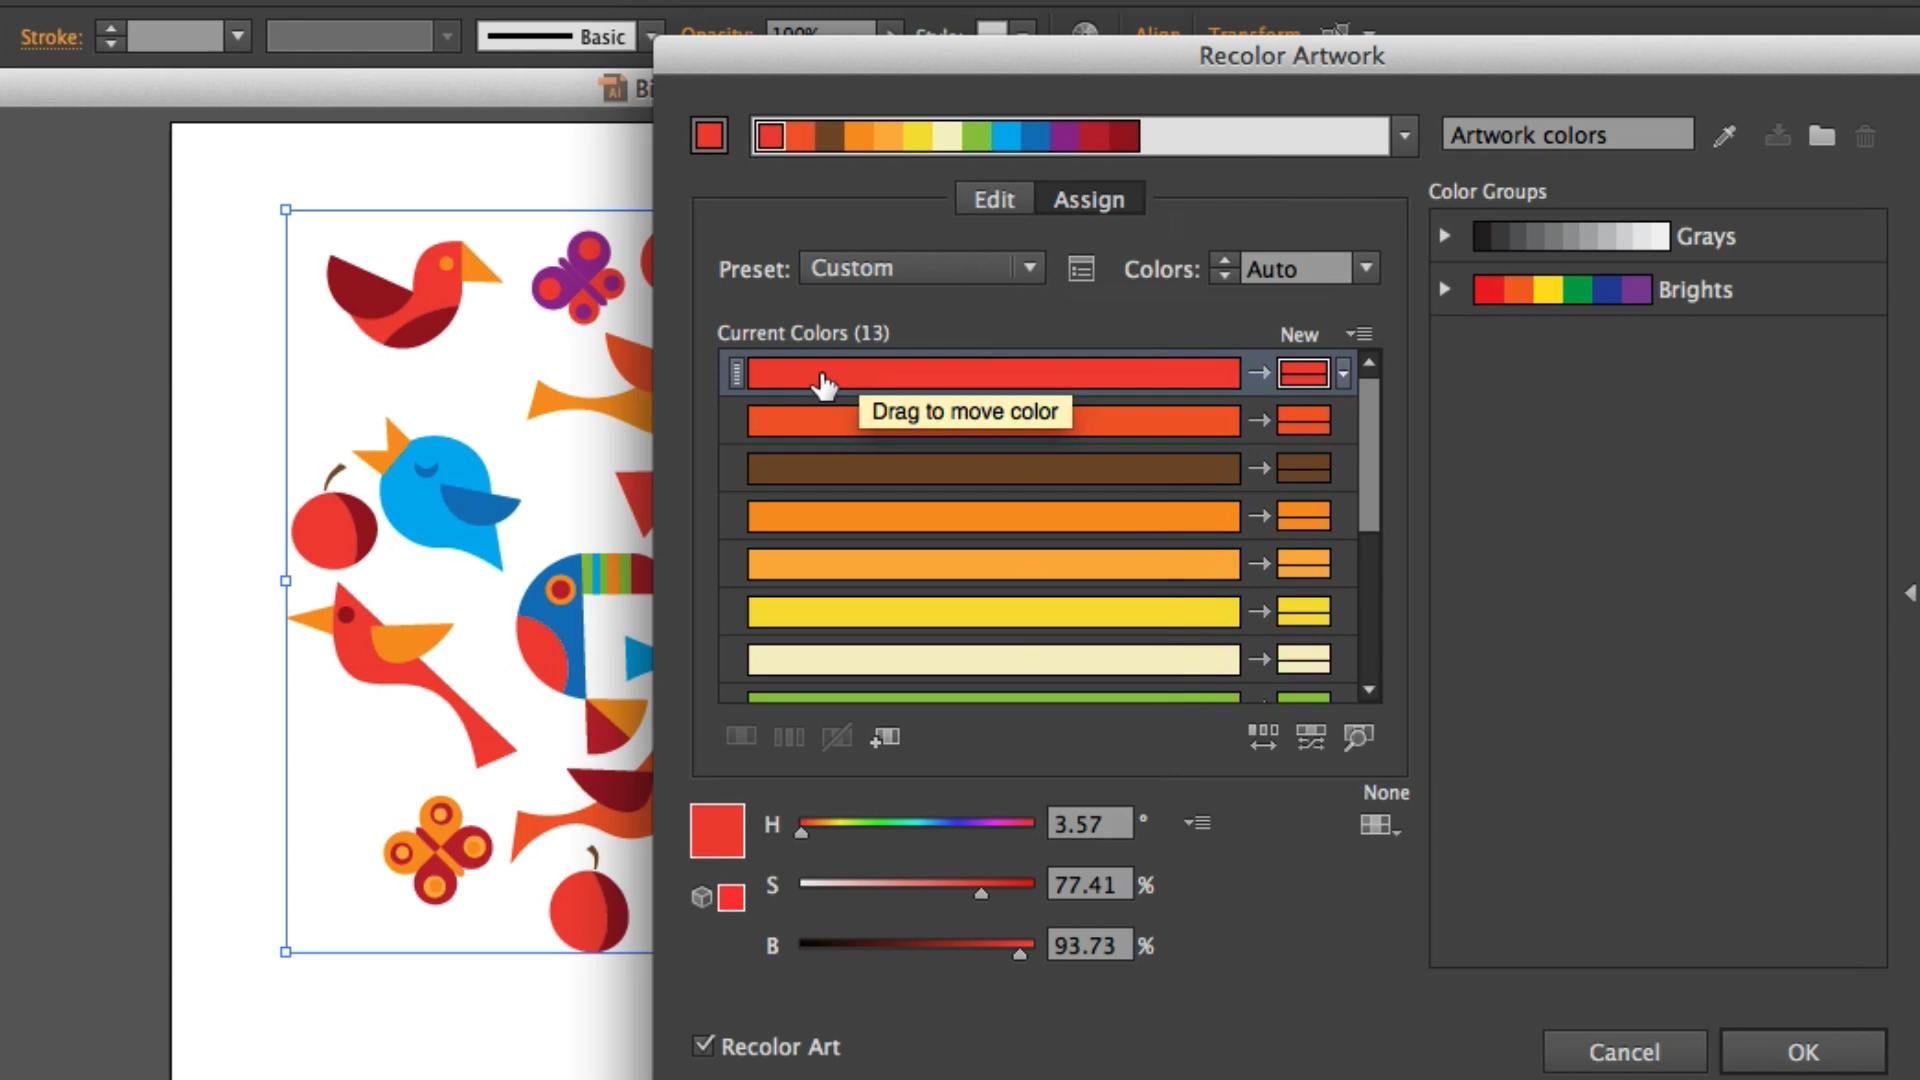 Stroke:
Basic
Opacity: 100%
Style:
Align
Transform
Bi
Recolor Artwork
Artwork colors
Edit
Assign
Color Groups
Grays
Brights
Preset: Custom
Colors: Auto
Current Colors (13)
New
Drag to move color
None
H 3.57 °
S 77.41 %
B 93.73 %
Recolor Art
Cancel
OK